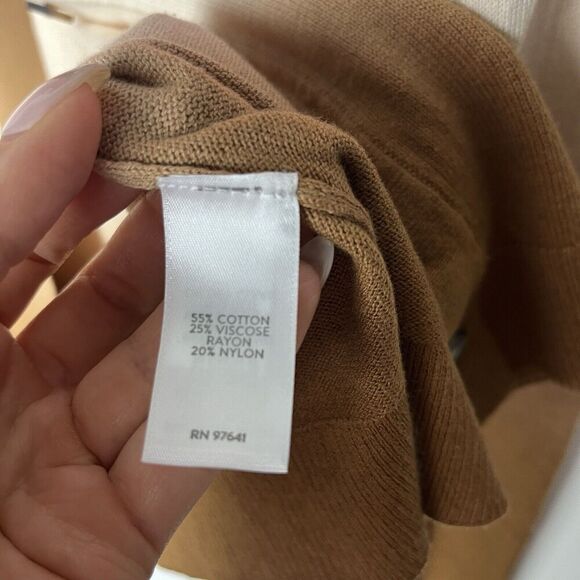 55% COTTON
25% VISCOSE
RAYON
20% NYLON
RN 97641